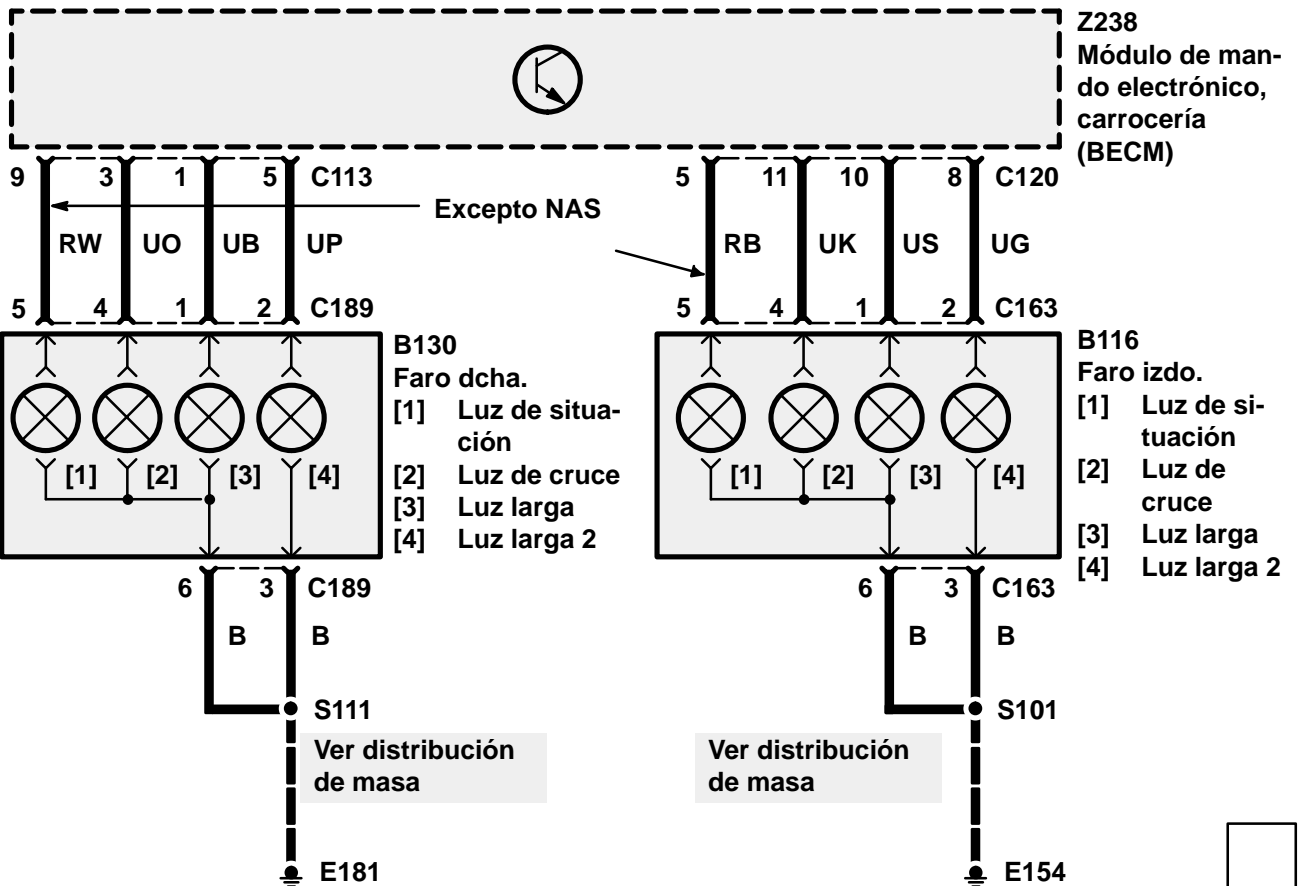 Z238
Módulo de man-
do electrónico,
carrocería
(BECM)
9 3 1 5 C113
5 11 10 8 C120
Excepto NAS
RW UO UB UP
RB UK US UG
5 4 1 2 C189
5 4 1 2 C163
B130
Faro dcha.
[1] Luz de situa-
ción
[2] Luz de cruce
[3] Luz larga
[4] Luz larga 2
[1] [2] [3] [4]
B116
Faro izdo.
[1] Luz de si-
tuación
[2] Luz de
cruce
[3] Luz larga
[4] Luz larga 2
[1] [2] [3] [4]
6 3 C189
6 3 C163
B B
B B
S111
S101
Ver distribución
de masa
Ver distribución
de masa
E181
E154